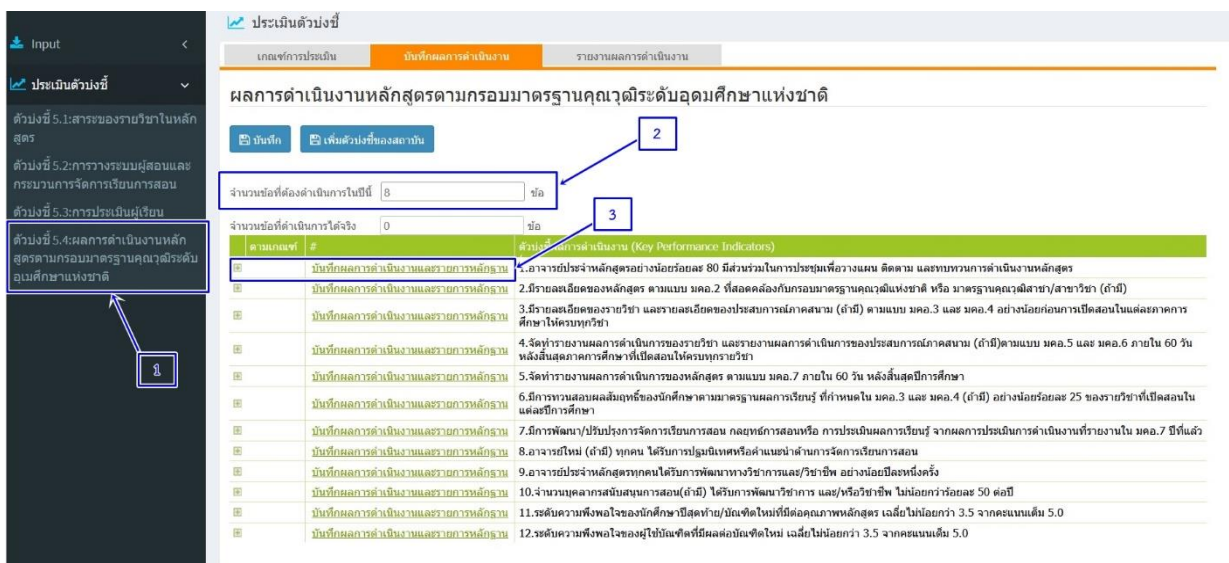 Input
ประเมินตัวบ่งชี้
ตัวบ่งชี้ 5.1:สาระของรายวิชาในหลัก
สูตร
ตัวบ่งชี้ 5.2:การวางระบบผู้สอนและ
กระบวนการจัดการเรียนการสอน
ตัวบ่งชี้ 5.3:การประเมินผู้เรียน
ตัวบ่งชี้ 5.4:ผลการดำเนินงานหลัก
สูตรตามกรอบมาตรฐานคุณวุฒิระดับ
อุดมศึกษาแห่งชาติ
1
ประเมินตัวบ่งชี้
เกณฑ์การประเมิน บันทึกผลการดำเนินงาน รายงานผลการดำเนินงาน
ผลการดำเนินงานหลักสูตรตามกรอบมาตรฐานคุณวุฒิระดับอุดมศึกษาแห่งชาติ
บันทึก เพิ่มตัวบ่งชี้ของสถาบัน
2
จำนวนข้อที่ต้องดำเนินการในปีนี้ 8 ข้อ
3
จำนวนข้อที่ดำเนินการได้จริง 0 ข้อ
ตามเกณฑ์ # ตัวบ่งชี้ผลการดำเนินงาน (Key Performance Indicators)
บันทึกผลการดำเนินงานและรายการหลักฐาน 1.อาจารย์ประจำหลักสูตรอย่างน้อยร้อยละ 80 มีส่วนร่วมในการประชุมเพื่อวางแผน ติดตาม และทบทวนการดำเนินงานหลักสูตร
บันทึกผลการดำเนินงานและรายการหลักฐาน 2.มีรายละเอียดของหลักสูตร ตามแบบ มคอ.2 ที่สอดคล้องกับกรอบมาตรฐานคุณวุฒิแห่งชาติ หรือ มาตรฐานคุณวุฒิสาขา/สาขาวิชา (ถ้ามี)
บันทึกผลการดำเนินงานและรายการหลักฐาน 3.มีรายละเอียดของรายวิชา และรายละเอียดของประสบการณ์ภาคสนาม (ถ้ามี) ตามแบบ มคอ.3 และ มคอ.4 อย่างน้อยก่อนการเปิดสอนในแต่ละภาคการ
ศึกษาให้ครบทุกวิชา
บันทึกผลการดำเนินงานและรายการหลักฐาน 4.จัดทำรายงานผลการดำเนินการของรายวิชา และรายงานผลการดำเนินการของประสบการณ์ภาคสนาม (ถ้ามี)ตามแบบ มคอ.5 และ มคอ.6 ภายใน 60 วัน
หลังสิ้นสุดภาคการศึกษาที่เปิดสอนให้ครบทุกรายวิชา
บันทึกผลการดำเนินงานและรายการหลักฐาน 5.จัดทำรายงานผลการดำเนินการของหลักสูตร ตามแบบ มคอ.7 ภายใน 60 วัน หลังสิ้นสุดปีการศึกษา
บันทึกผลการดำเนินงานและรายการหลักฐาน 6.มีการทวนสอบผลสัมฤทธิ์ของนักศึกษาตามมาตรฐานผลการเรียนรู้ ที่กำหนดใน มคอ.3 และ มคอ.4 (ถ้ามี) อย่างน้อยร้อยละ 25 ของรายวิชาที่เปิดสอนใน
แต่ละปีการศึกษา
บันทึกผลการดำเนินงานและรายการหลักฐาน 7.มีการพัฒนา/ปรับปรุงการจัดการเรียนการสอน กลยุทธ์การสอนหรือ การประเมินผลการเรียนรู้ จากผลการประเมินการดำเนินงานที่รายงานใน มคอ.7 ปีที่แล้ว
บันทึกผลการดำเนินงานและรายการหลักฐาน 8.อาจารย์ใหม่ (ถ้ามี) ทุกคน ได้รับการปฐมนิเทศหรือคำแนะนำด้านการจัดการเรียนการสอน
บันทึกผลการดำเนินงานและรายการหลักฐาน 9.อาจารย์ประจำหลักสูตรทุกคนได้รับการพัฒนาทางวิชาการและ/วิชาชีพ อย่างน้อยปีละหนึ่งครั้ง
บันทึกผลการดำเนินงานและรายการหลักฐาน 10.จำนวนบุคลากรสนับสนุนการสอน(ถ้ามี) ได้รับการพัฒนาวิชาการ และ/หรือวิชาชีพ ไม่น้อยกว่าร้อยละ 50 ต่อปี
บันทึกผลการดำเนินงานและรายการหลักฐาน 11.ระดับความพึงพอใจของนักศึกษาปีสุดท้าย/บัณฑิตใหม่ที่มีต่อคุณภาพหลักสูตร เฉลี่ยไม่น้อยกว่า 3.5 จากคะแนนเต็ม 5.0
บันทึกผลการดำเนินงานและรายการหลักฐาน 12.ระดับความพึงพอใจของผู้ใช้บัณฑิตที่มีผลต่อบัณฑิตใหม่ เฉลี่ยไม่น้อยกว่า 3.5 จากคะแนนเต็ม 5.0